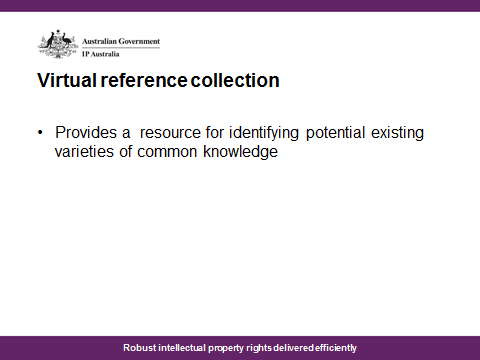 Australian Government
IP Australia
Virtual reference collection
• Provides a resource for identifying potential existing
varieties of common knowledge
Robust intellectual property rights delivered efficiently